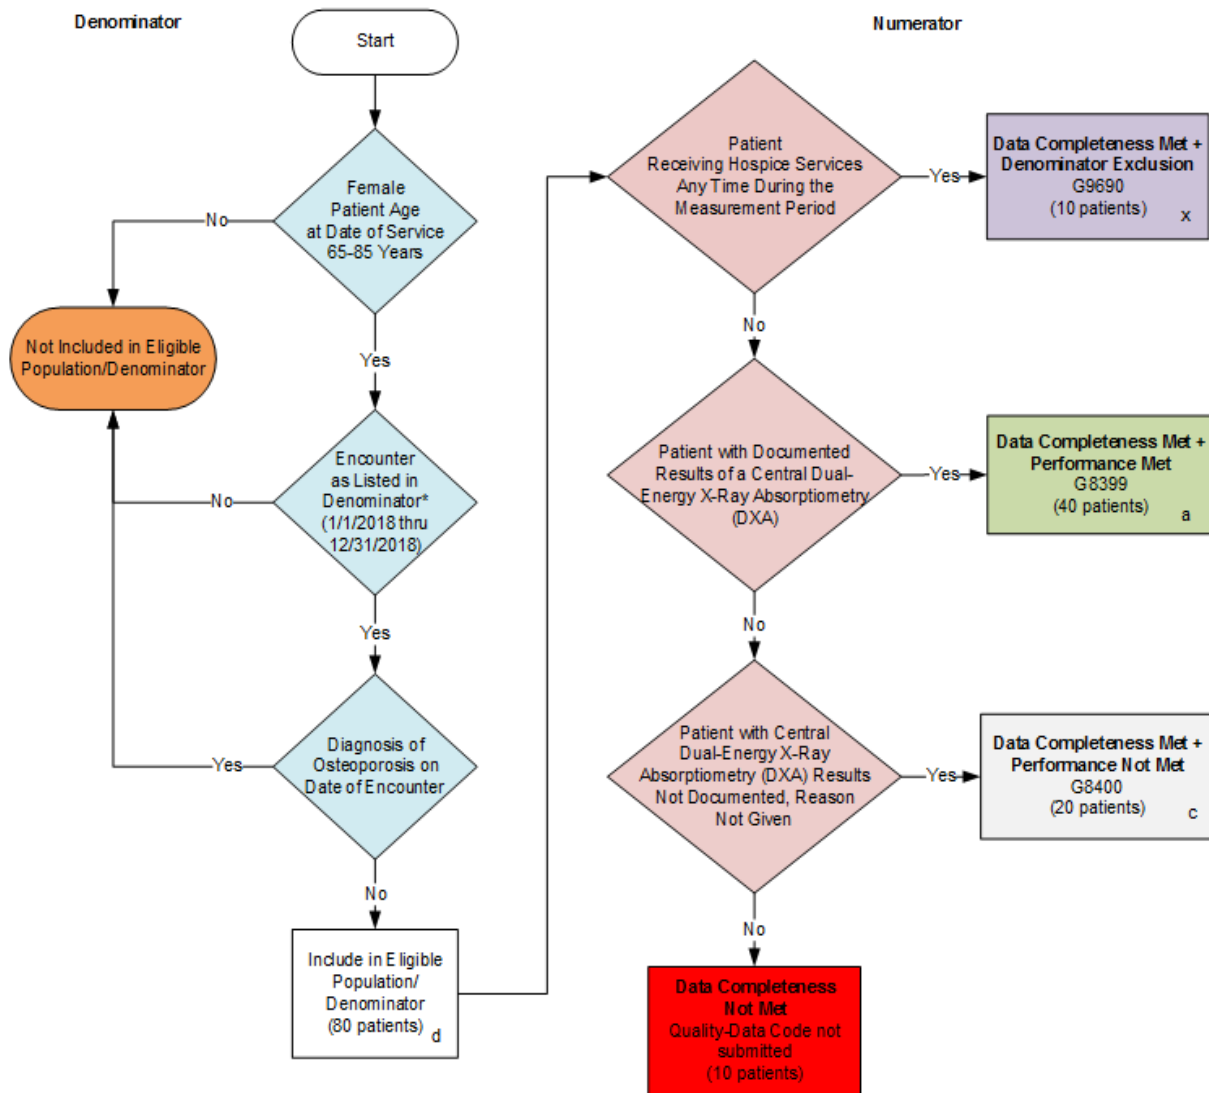 Denominator
Start
Female
Patient Age
at Date of Service
65-85 Years
No
Not Included in Eligible
Population/Denominator
Yes
Encounter
as Listed in
Denominator*
(1/1/2018 thru
12/31/2018)
No
Yes
Diagnosis of
Osteoporosis on
Date of Encounter
Yes
No
Include in Eligible
Population/
Denominator
(80 patients)
d
Numerator
Patient
Receiving Hospice Services
Any Time During the
Measurement Period
Yes
Data Completeness Met +
Denominator Exclusion
G9690
(10 patients)
x
No
Patient with Documented
Results of a Central Dual-
Energy X-Ray Absorptiometry
(DXA)
Yes
Data Completeness Met +
Performance Met
G8399
(40 patients)
a
No
Patient with Central
Dual-Energy X-Ray
Absorptiometry (DXA) Results
Not Documented, Reason
Not Given
Yes
Data Completeness Met +
Performance Not Met
G8400
(20 patients)
c
No
Data Completeness
Not Met
Quality-Data Code not
submitted
(10 patients)